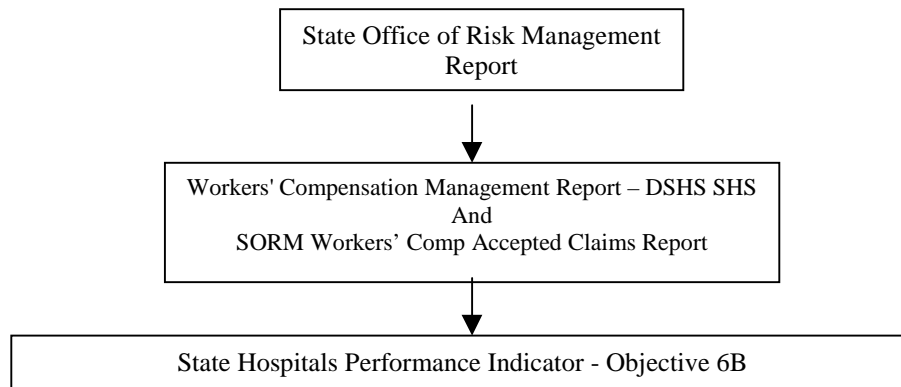 State Office of Risk Management
Report
Workers' Compensation Management Report – DSHS SHS
And
SORM Workers’ Comp Accepted Claims Report
State Hospitals Performance Indicator - Objective 6B